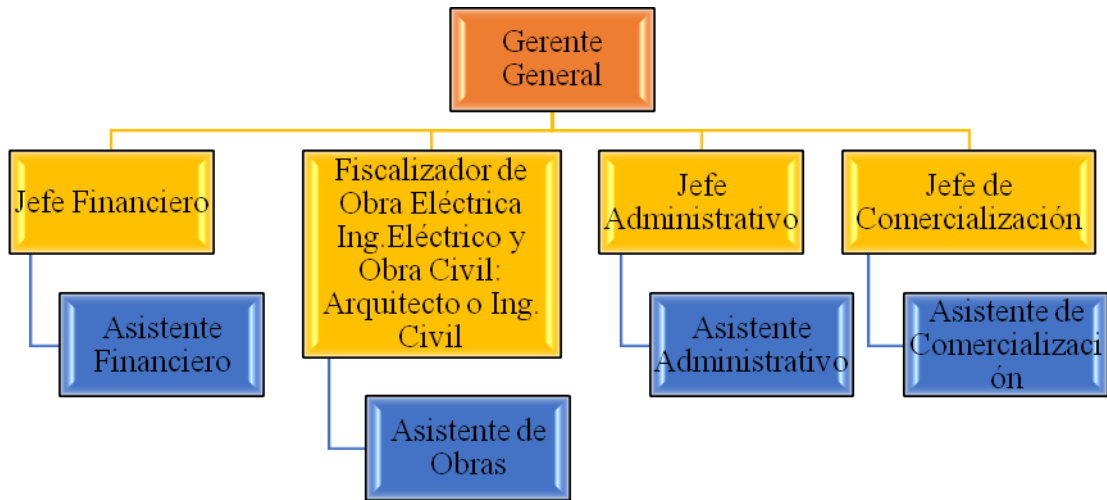 Gerente
General
Jefe Financiero
Fiscalizador de
Obra Eléctrica
Ing.Eléctrico y
Obra Civil:
Arquitecto o Ing.
Civil
Jefe
Administrativo
Jefe de
Comercialización
Asistente
Financiero
Asistente de
Obras
Asistente
Administrativo
Asistente de
Comercializaci
ón